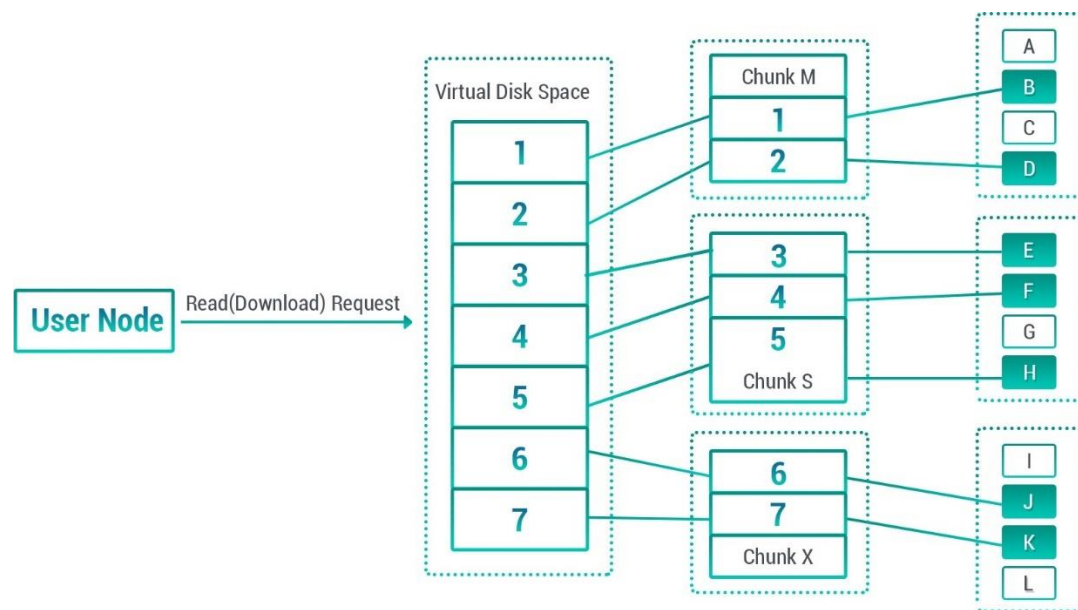 User Node
Read(Download) Request
Virtual Disk Space
1
2
3
4
5
6
7
Chunk M
1
2
3
4
5
Chunk S
6
7
Chunk X
A
B
C
D
E
F
G
H
I
J
K
L